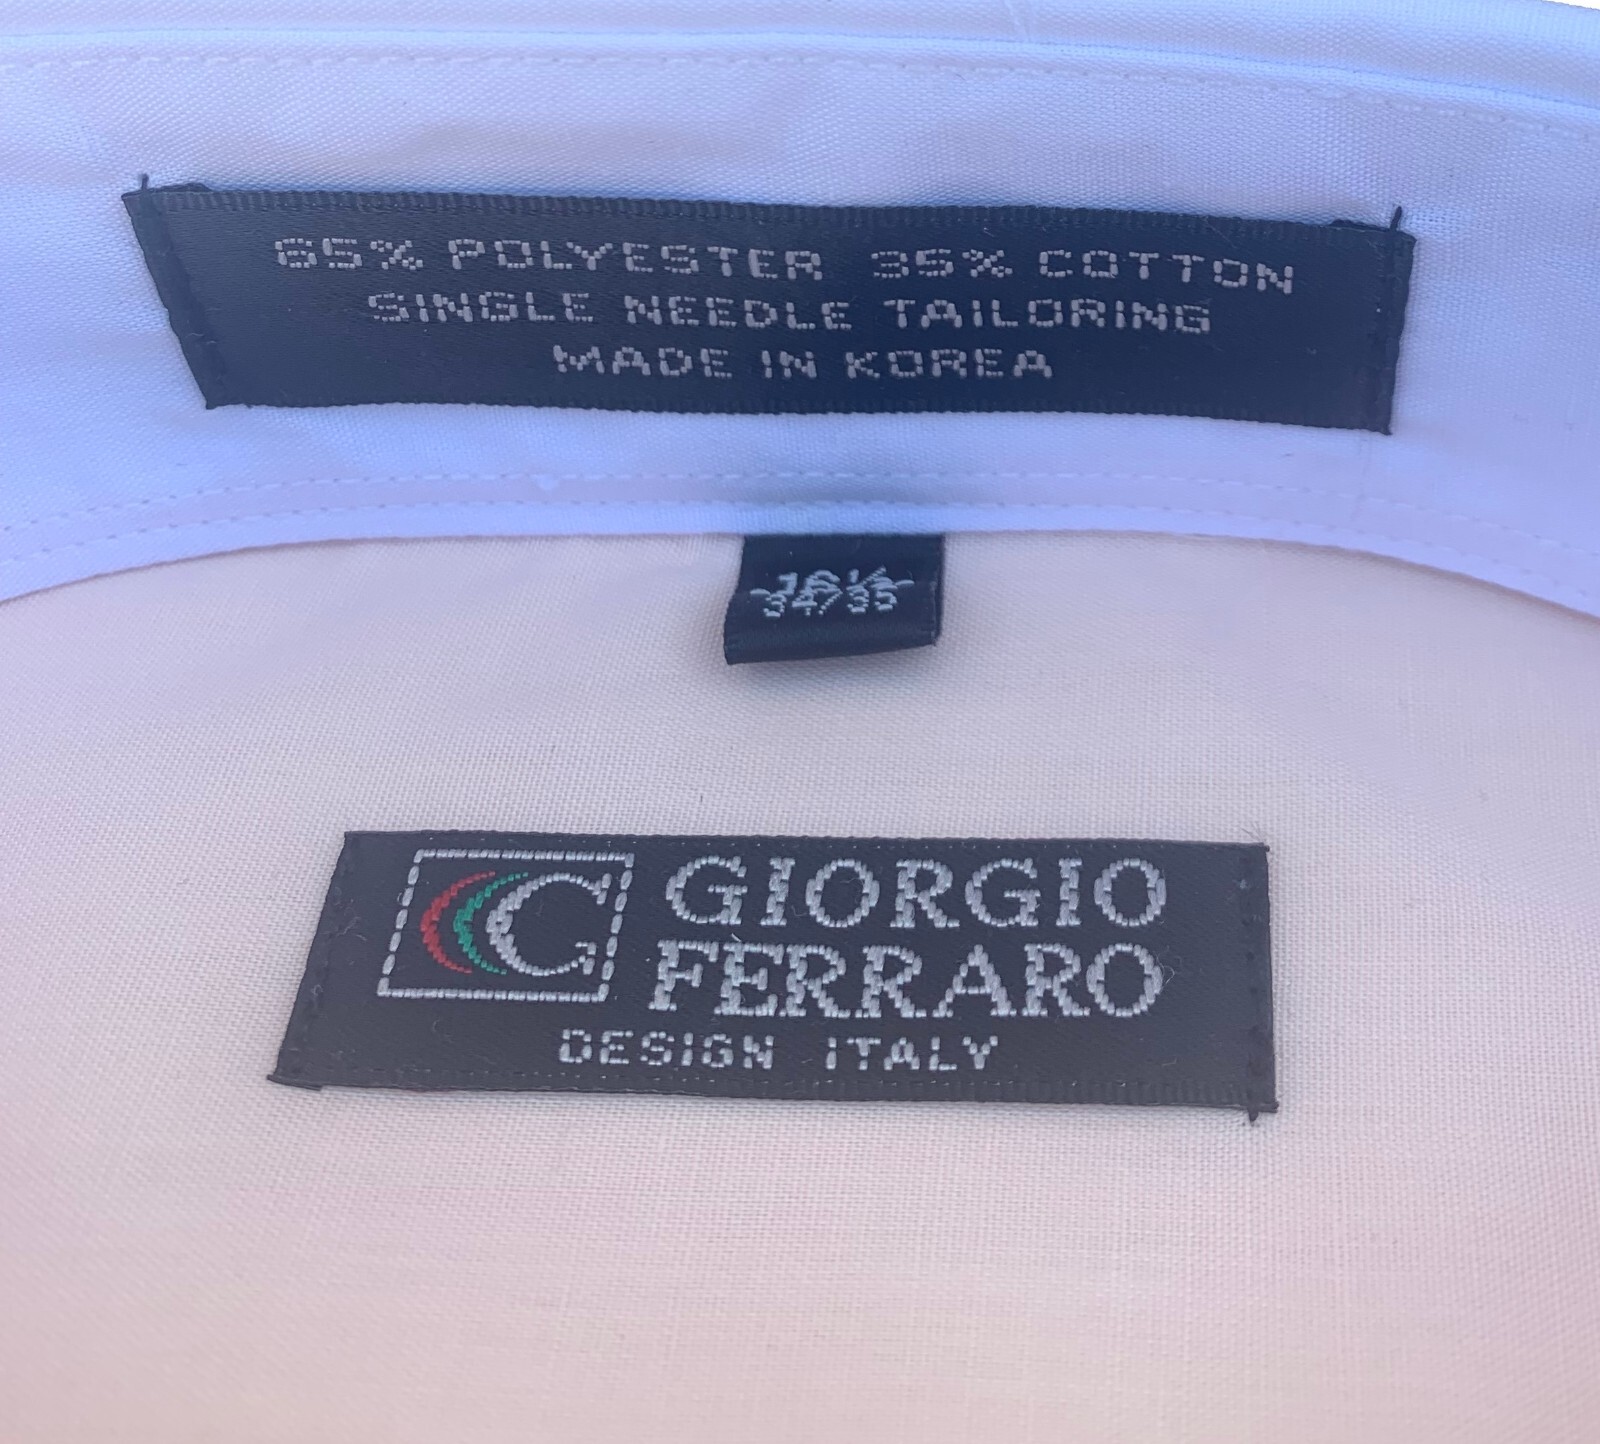 65% POLYESTER 35% COTTON
SINGLE NEEDLE TAILORING
MADE IN KOREA
16½
34/35
G GIORGIO
FERRARO
DESIGN ITALY